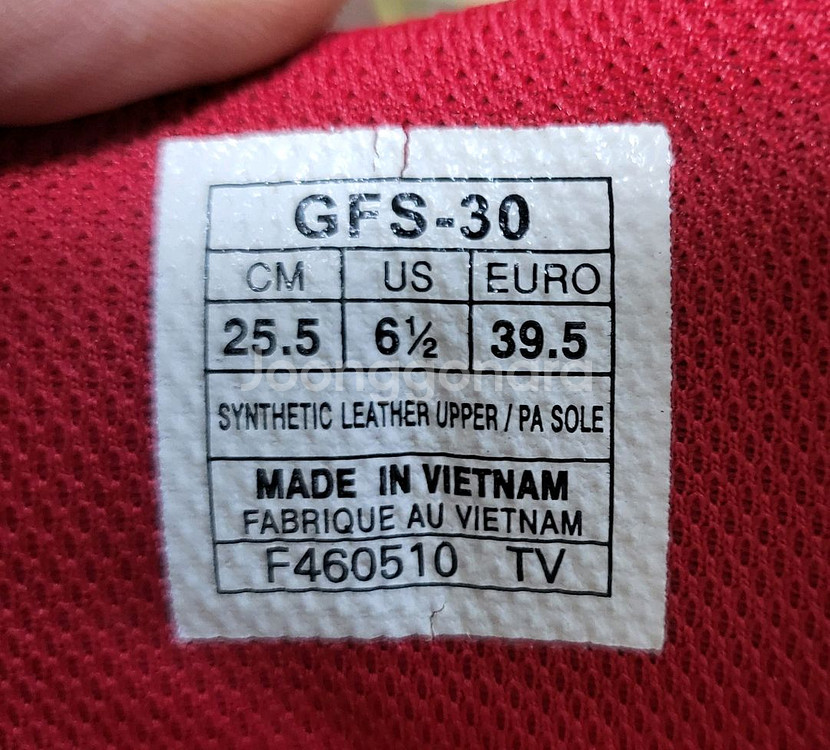 GFS-30
CM US EURO
25.5 6½ 39.5
Joonggonara
SYNTHETIC LEATHER UPPER / PA SOLE
MADE IN VIETNAM
FABRIQUE AU VIETNAM
F460510 TV